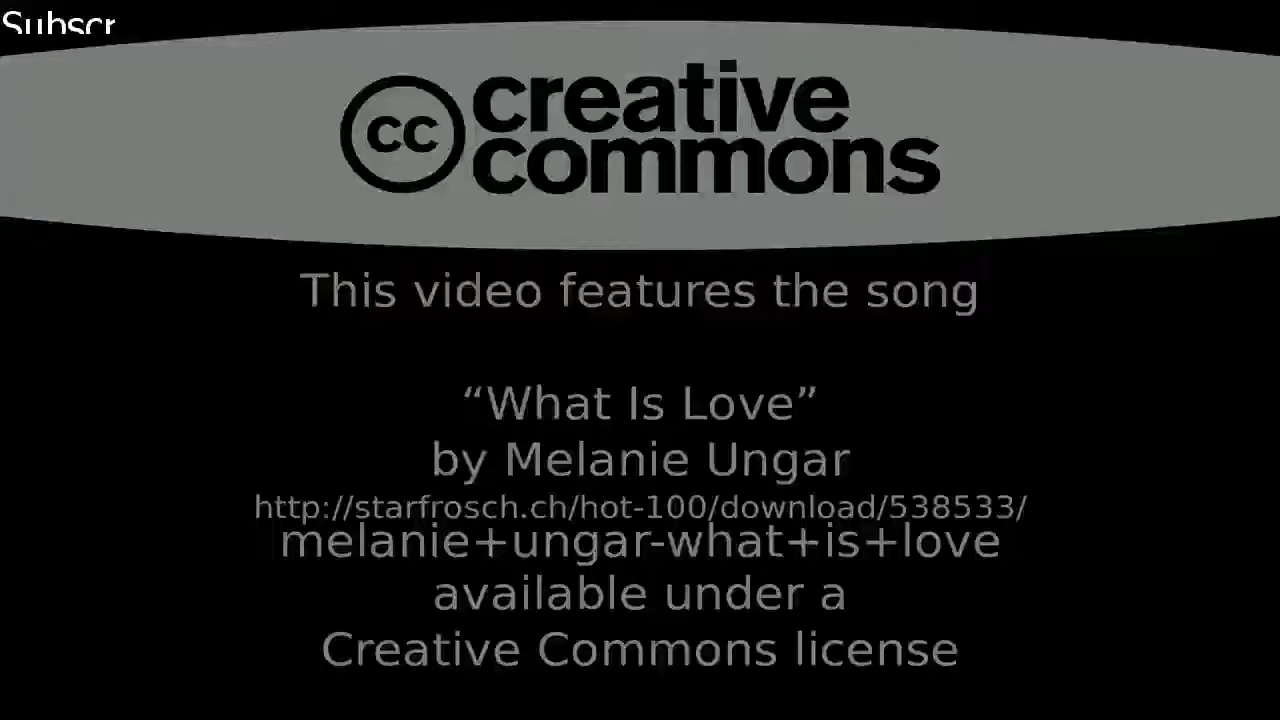 Subscr
cc creative
commons
This video features the song
“What Is Love”
by Melanie Ungar
http://starfrosch.ch/hot-100/download/538533/
melanie+ungar-what+is+love
available under a
Creative Commons license